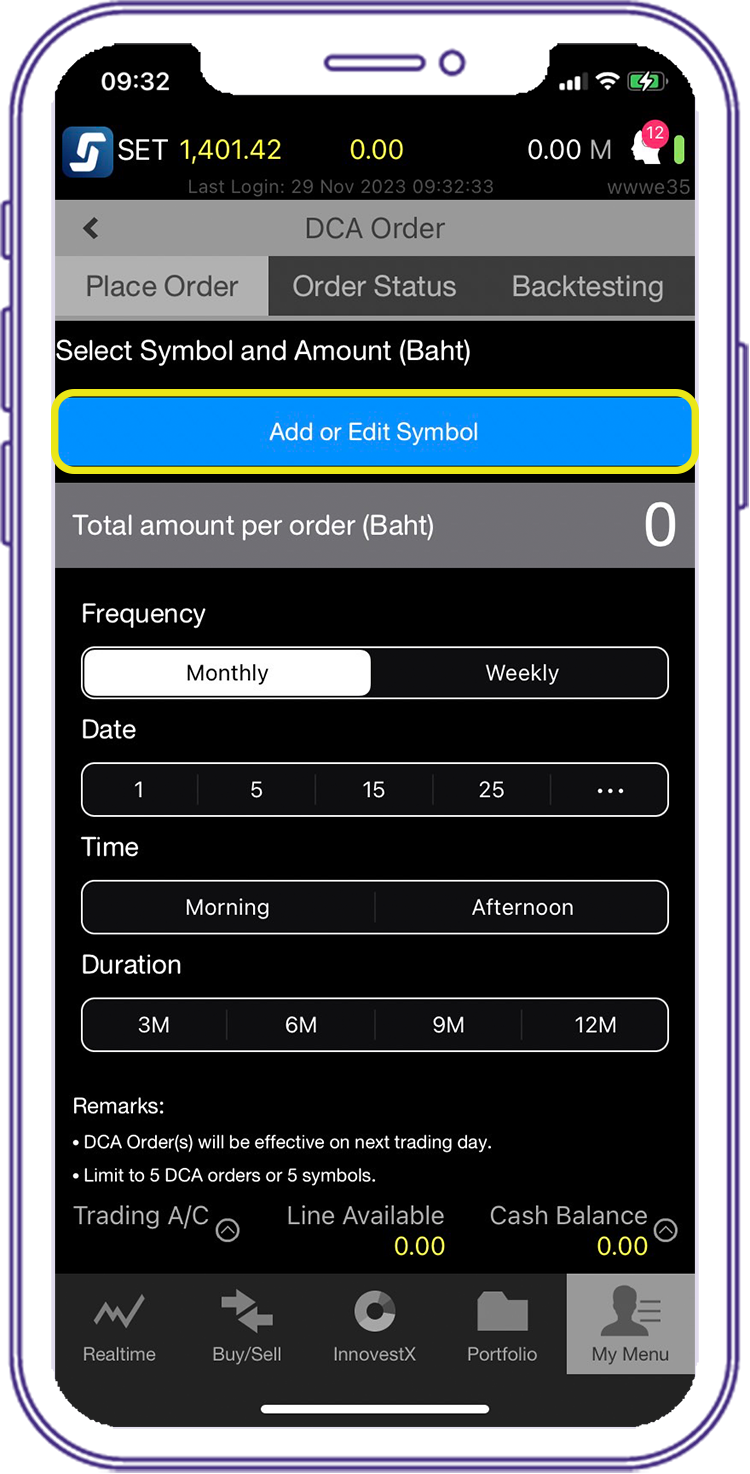 09:32
SET 1,401.42 0.00 0.00 M 12
Last Login: 29 Nov 2023 09:32:33 wwwe35
DCA Order
Place Order Order Status Backtesting
Select Symbol and Amount (Baht)
Add or Edit Symbol
Total amount per order (Baht) 0
Frequency
Monthly Weekly
Date
1 5 15 25 ...
Time
Morning Afternoon
Duration
3M 6M 9M 12M
Remarks:
• DCA Order(s) will be effective on next trading day.
• Limit to 5 DCA orders or 5 symbols.
Trading A/C Line Available Cash Balance
0.00 0.00
Realtime Buy/Sell InnovestX Portfolio My Menu